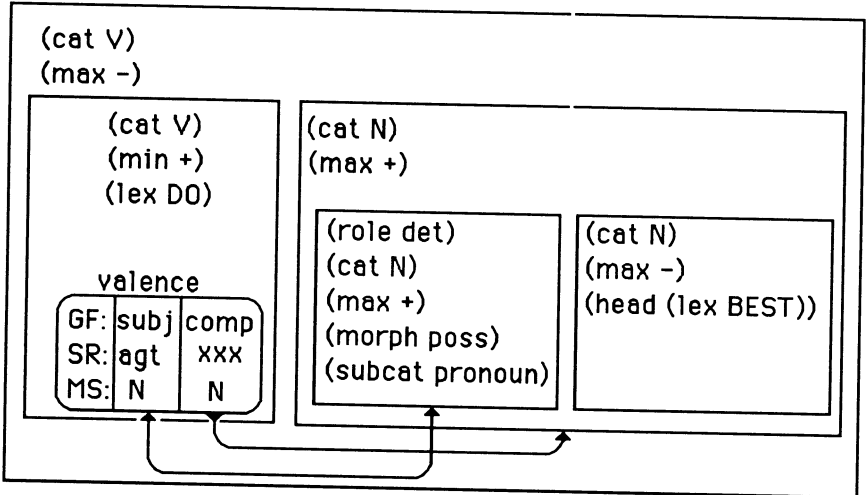 (cat V)
(max -)
(cat V)
(min +)
(lex DO)
valence
GF: subj comp
SR: agt xxx
MS: N N
(cat N)
(max +)
(role det)
(cat N)
(max +)
(morph poss)
(subcat pronoun)
(cat N)
(max -)
(head (lex BEST))